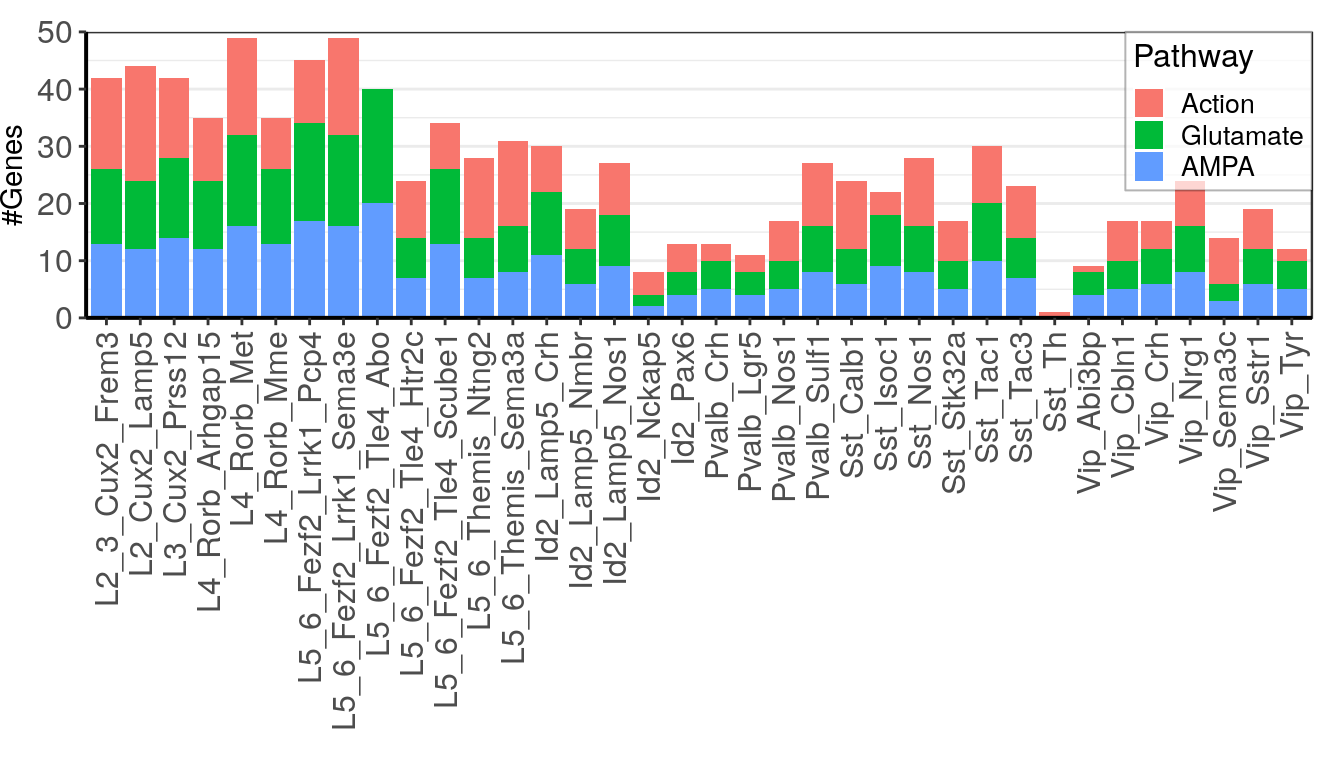 50
40
30
20
10
0
#Genes
Pathway
Action
Glutamate
AMPA
L2_3_Cux2_Frem3
L2_Cux2_Lamp5
L3_Cux2_Prss12
L4_Rorb_Arhgap15
L4_Rorb_Met
L4_Rorb_Mme
L5_6_Fezf2_Lrrk1_Pcp4
L5_6_Fezf2_Lrrk1_Sema3e
L5_6_Fezf2_Tle4_Abo
L5_6_Fezf2_Tle4_Htr2c
L5_6_Fezf2_Tle4_Scube1
L5_6_Themis_Ntng2
L5_6_Themis_Sema3a
Id2_Lamp5_Crh
Id2_Lamp5_Nmbr
Id2_Lamp5_Nos1
Id2_Nckap5
Id2_Pax6
Pvalb_Crh
Pvalb_Lgr5
Pvalb_Nos1
Pvalb_Sulf1
Sst_Calb1
Sst_Isoc1
Sst_Nos1
Sst_Stk32a
Sst_Tac1
Sst_Tac3
Sst_Th
Vip_Abi3bp
Vip_Cbln1
Vip_Crh
Vip_Nrg1
Vip_Sema3c
Vip_Sstr1
Vip_Tyr